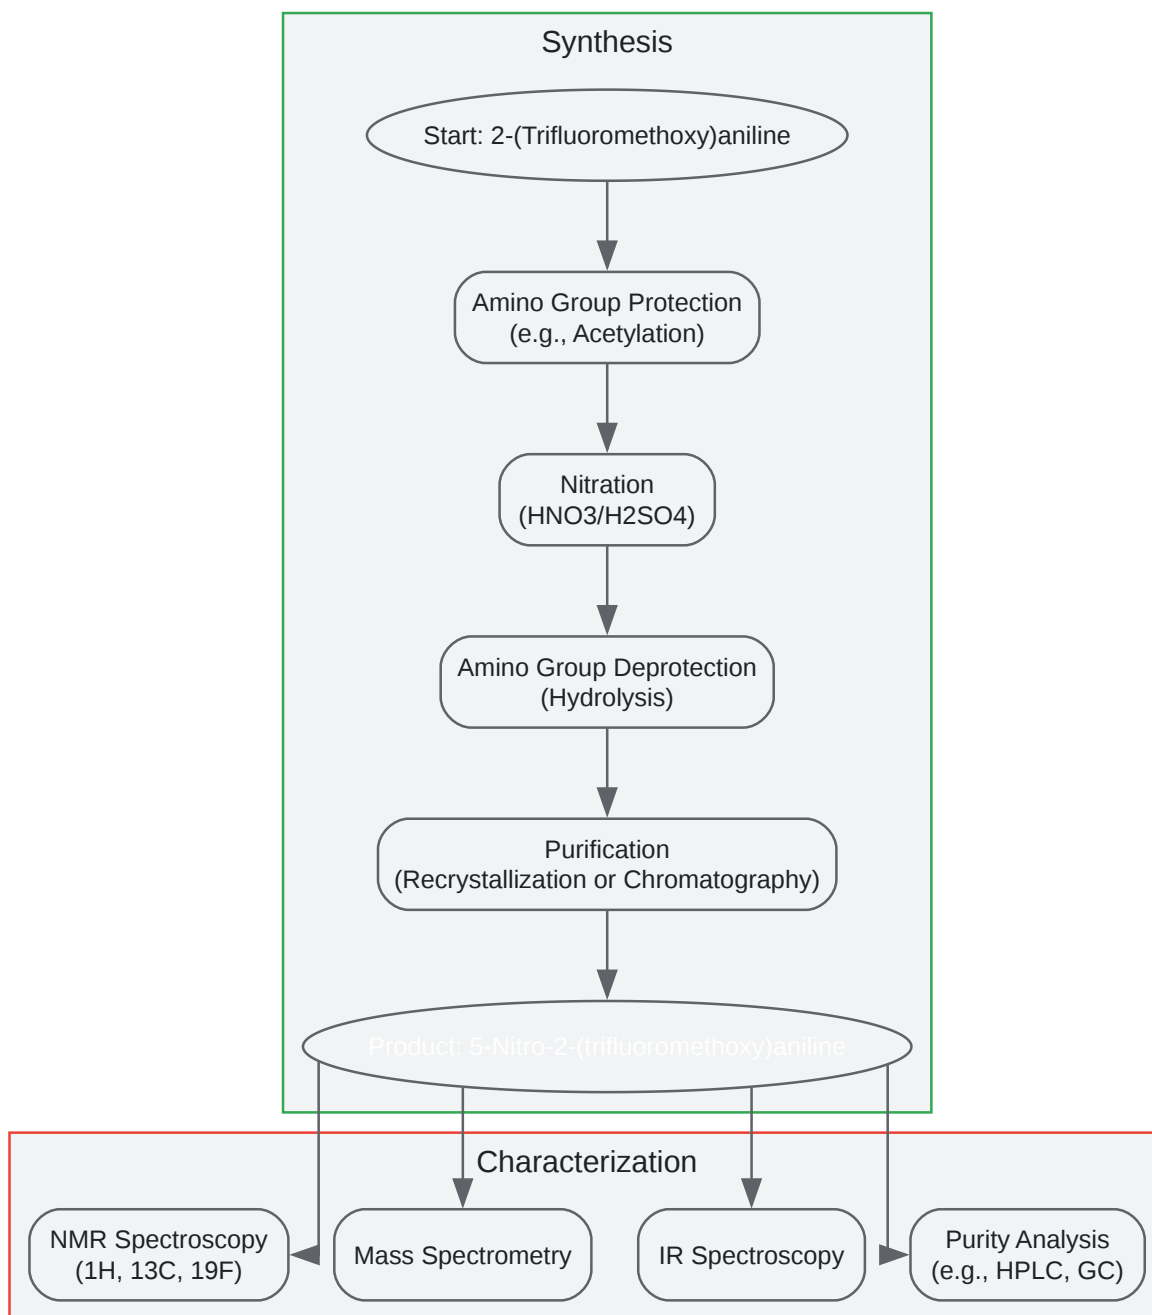 Synthesis
Start: 2-(Trifluoromethoxy)aniline
Amino Group Protection
(e.g., Acetylation)
Nitration
(HNO3/H2SO4)
Amino Group Deprotection
(Hydrolysis)
Purification
(Recrystallization or Chromatography)
Product: 5-Nitro-2-(trifluoromethoxy)aniline
Characterization
NMR Spectroscopy
(1H, 13C, 19F)
Mass Spectrometry
IR Spectroscopy
Purity Analysis
(e.g., HPLC, GC)